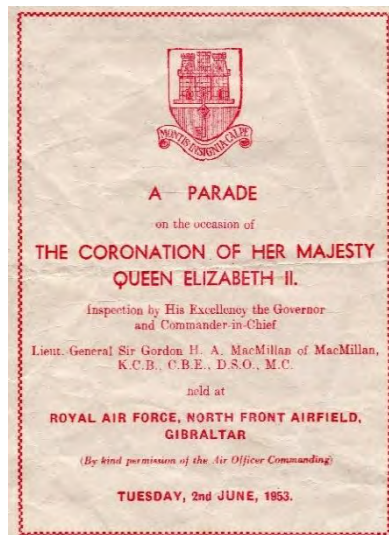 MONTIS INSIGNIA CALPE
A PARADE
on the occasion of
THE CORONATION OF HER MAJESTY
QUEEN ELIZABETH II.
Inspection by His Excellency the Governor
and Commander-in-Chief
Lieut.-General Sir Gordon H. A. MacMillan of MacMillan,
K.C.B., C.B.E., D.S.O., M.C.
held at
ROYAL AIR FORCE, NORTH FRONT AIRFIELD,
GIBRALTAR
(By kind permission of the Air Officer Commanding)
TUESDAY, 2nd JUNE, 1953.